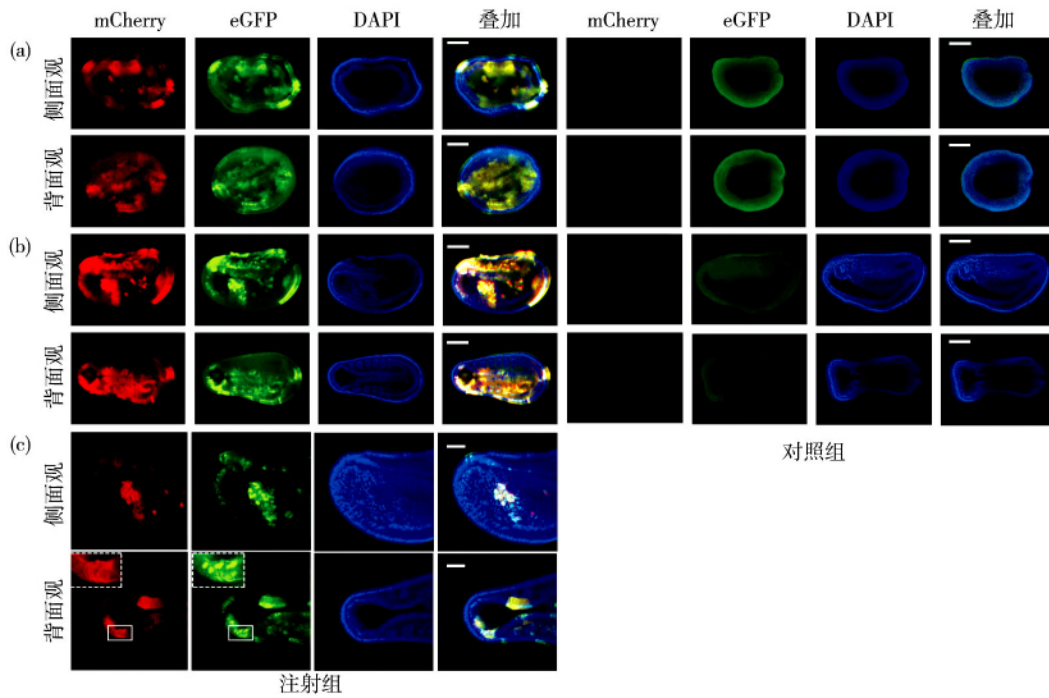 mCherry eGFP DAPI 叠加 mCherry eGFP DAPI 叠加
(a)
侧面观
背面观
(b)
侧面观
背面观
(c)
对照组
侧面观
背面观
注射组